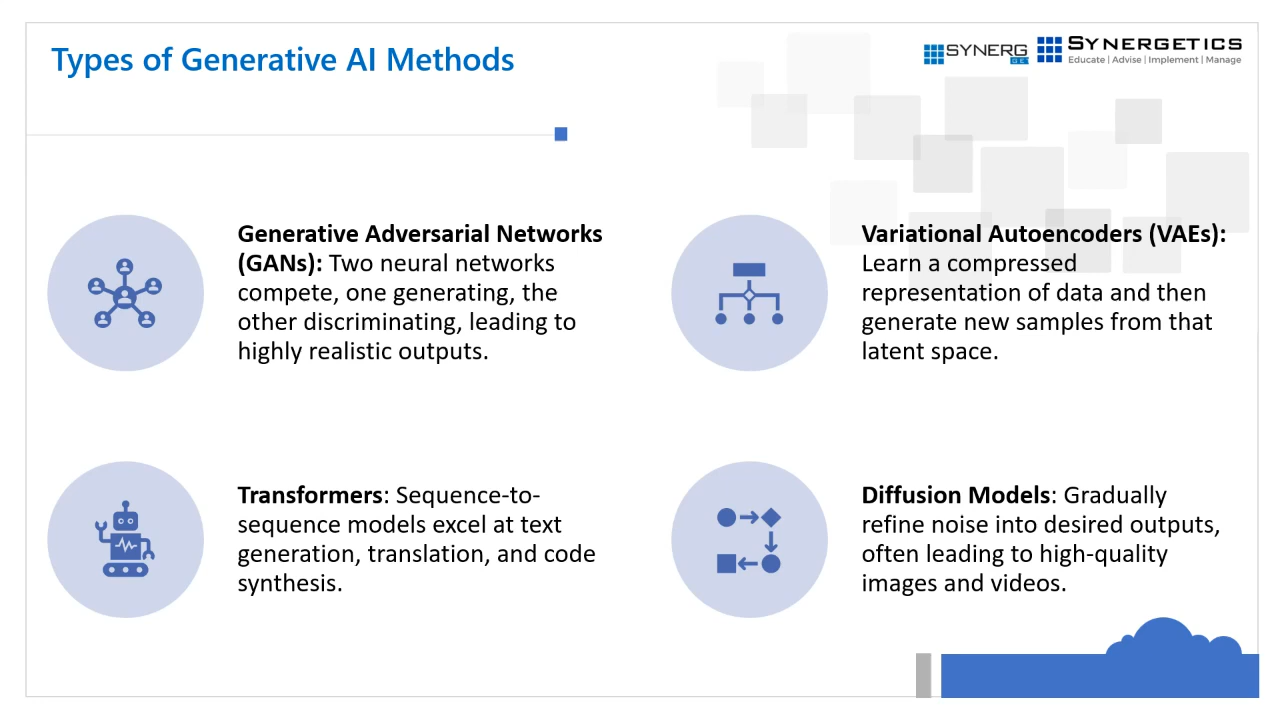 Types of Generative AI Methods
SYNERG
GET
SYNERGETICS
Educate | Advise | Implement | Manage
Generative Adversarial Networks
(GANs): Two neural networks
compete, one generating, the
other discriminating, leading to
highly realistic outputs.
Variational Autoencoders (VAEs):
Learn a compressed
representation of data and then
generate new samples from that
latent space.
Transformers: Sequence-to-
sequence models excel at text
generation, translation, and code
synthesis.
Diffusion Models: Gradually
refine noise into desired outputs,
often leading to high-quality
images and videos.